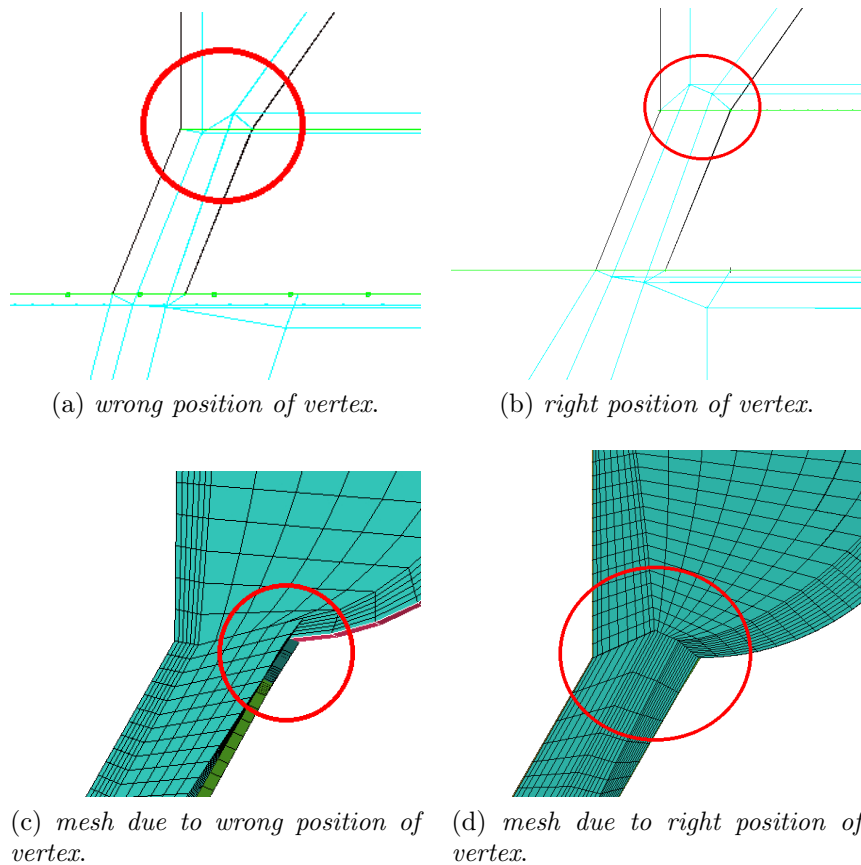 (a) wrong position of vertex.
(b) right position of vertex.
(c) mesh due to wrong position of
vertex.
(d) mesh due to right position of
vertex.